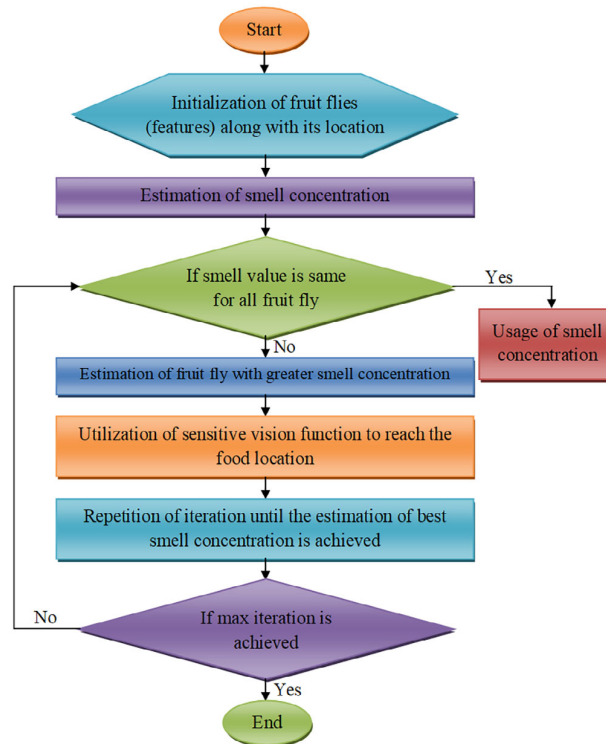 Start
Initialization of fruit flies
(features) along with its location
Estimation of smell concentration
If smell value is same
for all fruit fly
Yes
Usage of smell
concentration
No
Estimation of fruit fly with greater smell concentration
Utilization of sensitive vision function to reach the
food location
Repetition of iteration until the estimation of best
smell concentration is achieved
No
If max iteration is
achieved
Yes
End